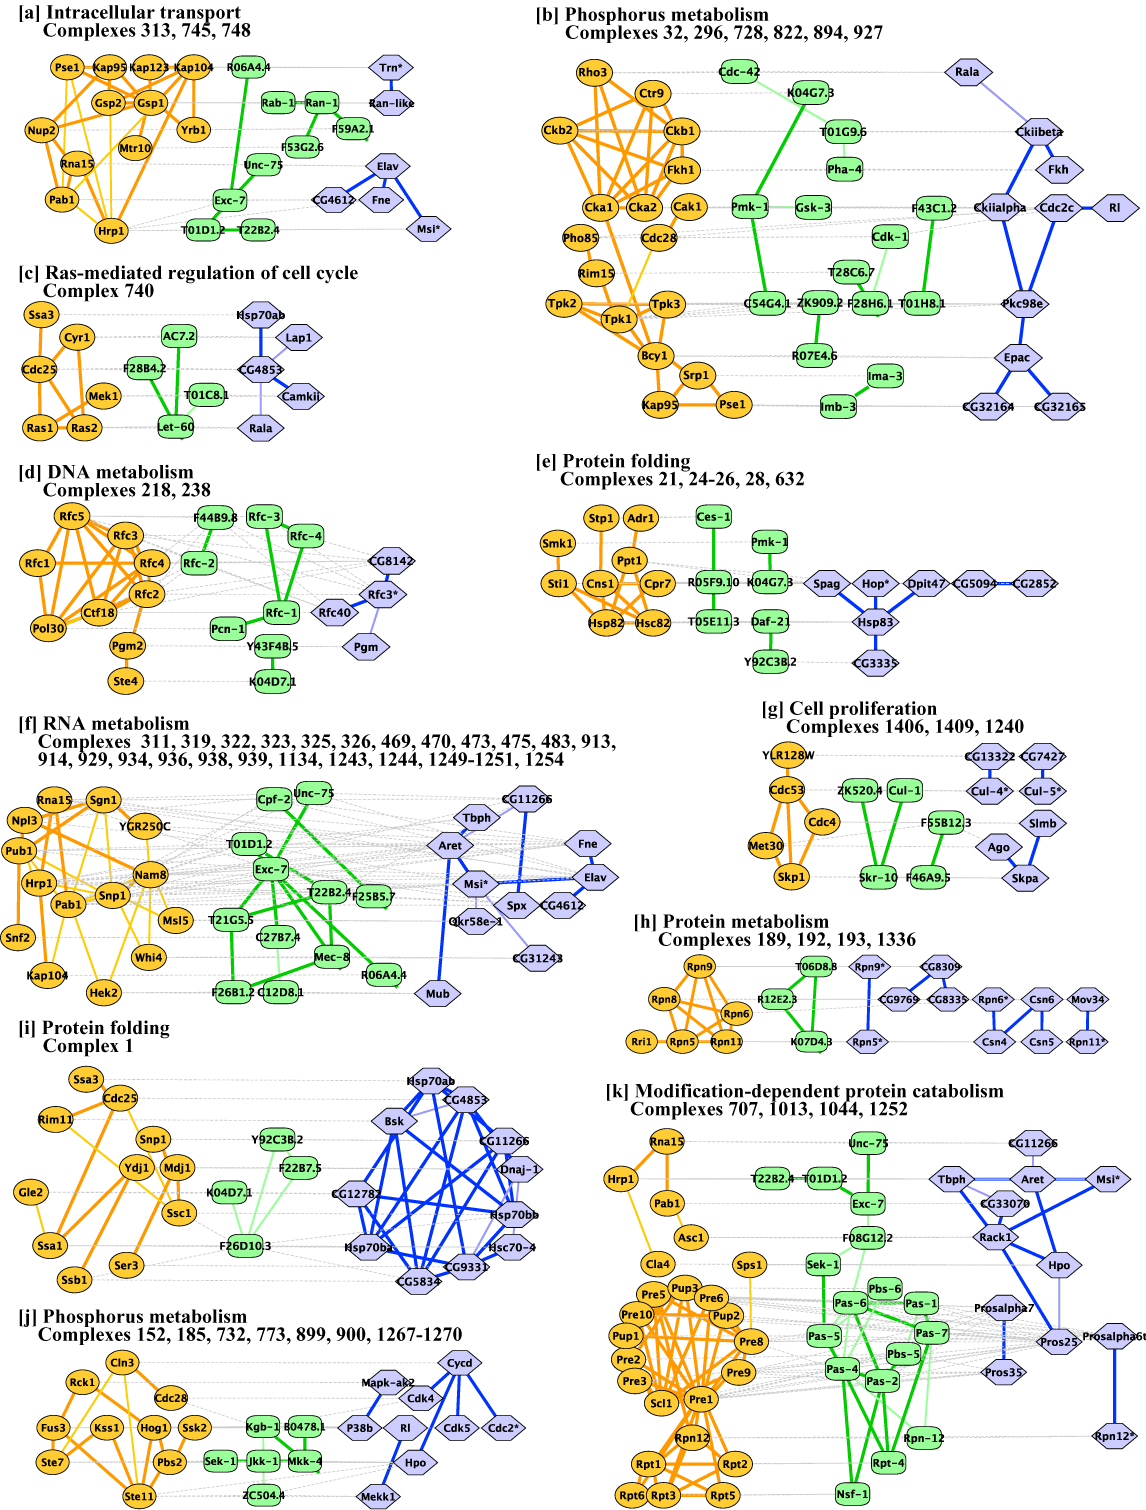 [a] Intracellular transport
Complexes 313, 745, 748
Pse1 Kap95 Kap123 Kap104 R06A4.4 Trn*
Gsp2 Gsp1 Rab-1 Ran-1 Ran-like
Nup2 Yrb1 F59A2.1
Mtr10 F53G2.6
Rna15 Unc-75 Elav
Pab1 Exc-7 CG4612 Fne
Hrp1 T01D1.2 T22B2.4 Msi*
[b] Phosphorus metabolism
Complexes 32, 296, 728, 822, 894, 927
Rho3 Cdc-42 Rala
Ctr9 K04G7.3
Ckb2 Ckb1 T01G9.6 CkiIbeta
Fkh1 Pha-4 Fkh
Cka1 Cka2 Cak1 Pmk-1 Gsk-3 F43C1.2 CkiIalpha Cdc2c Rl
Pho85 Cdc28 Cdk-1
Rim15 T28C6.7
Tpk2 Tpk1 Tpk3 C54G4.1 ZK909.2 F28H6.1 T01H8.1 Pkc98e
Bcy1 R07E4.6 Epac
Srp1 Ima-3
Kap95 Pse1 Imb-3 CG32164 CG32165
[c] Ras-mediated regulation of cell cycle
Complex 740
Ssa3 Hsp70ab
Cyr1 AC7.2 Lap1
Cdc25 F28B4.2 CG4853
Mek1 T01C8.1 Camkii
Ras1 Ras2 Let-60 Rala
[d] DNA metabolism
Complexes 218, 238
Rfc5 F44B9.8 Rfc-3
Rfc3 Rfc-4
Rfc1 Rfc4 Rfc-2 CG8142
Rfc2 Rfc3*
Ctf18 Rfc-1 Rfc40
Pol30 Pcn-1
Pgm2 Y43F4B.5 Pgm
Ste4 K04D7.1
[e] Protein folding
Complexes 21, 24-26, 28, 632
Stp1 Adr1 Ces-1
Smk1 Pmk-1
Ppt1
Sti1 Cns1 Cpr7 R05F9.10 K04G7.3 Spag Hop* Dpit47 CG5094 CG2852
Hsp82 Hsc82 T05E11.3 Daf-21 Hsp83
Y92C3B.2 CG3335
[f] RNA metabolism
Complexes 311, 319, 322, 323, 325, 326, 469, 470, 473, 475, 483, 913,
914, 929, 934, 936, 938, 939, 1134, 1243, 1244, 1249-1251, 1254
Rna15 Sgn1 Cpf-2 Unc-75 CG11266
Npl3 YGR250C Tbph
Pub1 T01D1.2 Aret Fne
Hrp1 Nam8 Exc-7 Msi* Elav
Pab1 Snp1 T22B2.4 F25B5.7 Spx CG4612
Msl5 T21G5.5 Qkr58e-1
Snf2 C27B7.4
Whi4 Mec-8 CG31243
Kap104 R06A4.4
Hek2 F26B1.2 C12D8.1 Mub
[g] Cell proliferation
Complexes 1406, 1409, 1240
YLR128W CG13322 CG7427
Cdc53 ZK520.4 Cul-1 Cul-4* Cul-5*
Cdc4 F55B12.3 Slmb
Met30 Ago
Skp1 Skr-10 F46A9.5 Skpa
[h] Protein metabolism
Complexes 189, 192, 193, 1336
Rpn9 T06D8.8 Rpn9* CG8309
Rpn8 R12E2.3 CG9769 CG8335 Rpn6* Csn6 Mov34
Rpn6
Rri1 Rpn5 Rpn11 K07D4.3 Rpn5* Csn4 Csn5 Rpn11*
[i] Protein folding
Complex 1
Ssa3 Hsp70ab
Cdc25 CG4853
Rim11 Bsk
Snp1 Y92C3B.2 CG11266
Ydj1 Mdj1 F22B7.5 Dnaj-1
Gle2 K04D7.1 CG12782
Ssc1 Hsp70bb
Ssa1 F26D10.3 Hsp70ba Hsc70-4
Ser3 CG9331
Ssb1 CG5834
[j] Phosphorus metabolism
Complexes 152, 185, 732, 773, 899, 900, 1267-1270
Cln3 Cycd
Rck1 Mapk-ak2
Cdc28 Cdk4
Fus3 Kss1 Hog1 Ssk2 Kgb-1 B0478.1 P38b Rl Cdk5 Cdc2*
Ste7 Pbs2 Sek-1 Jkk-1 Mkk-4 Hpo
Ste11 ZC504.4 Mekk1
[k] Modification-dependent protein catabolism
Complexes 707, 1013, 1044, 1252
Rna15 Unc-75 CG11266
Hrp1 T22B2.4 T01D1.2 Tbph Aret Msi*
Pab1 Exc-7 CG33070
Asc1 F08G12.2 Rack1
Cla4 Sps1 Sek-1 Hpo
Pre5 Pup3 Pre6 Pbs-6
Pas-6 Pas-1 Prosalpha7
Pre10 Pup2
Pup1 Pre8 Pas-5 Pas-7 Pros25 Prosalpha6t
Pre2 Pbs-5
Pre3 Pre9 Pas-4 Pas-2 Pros35
Scl1 Pre1
Rpn12 Rpn-12 Rpn12*
Rpt1 Rpt2 Rpt-4
Rpt6 Rpt3 Rpt5 Nsf-1